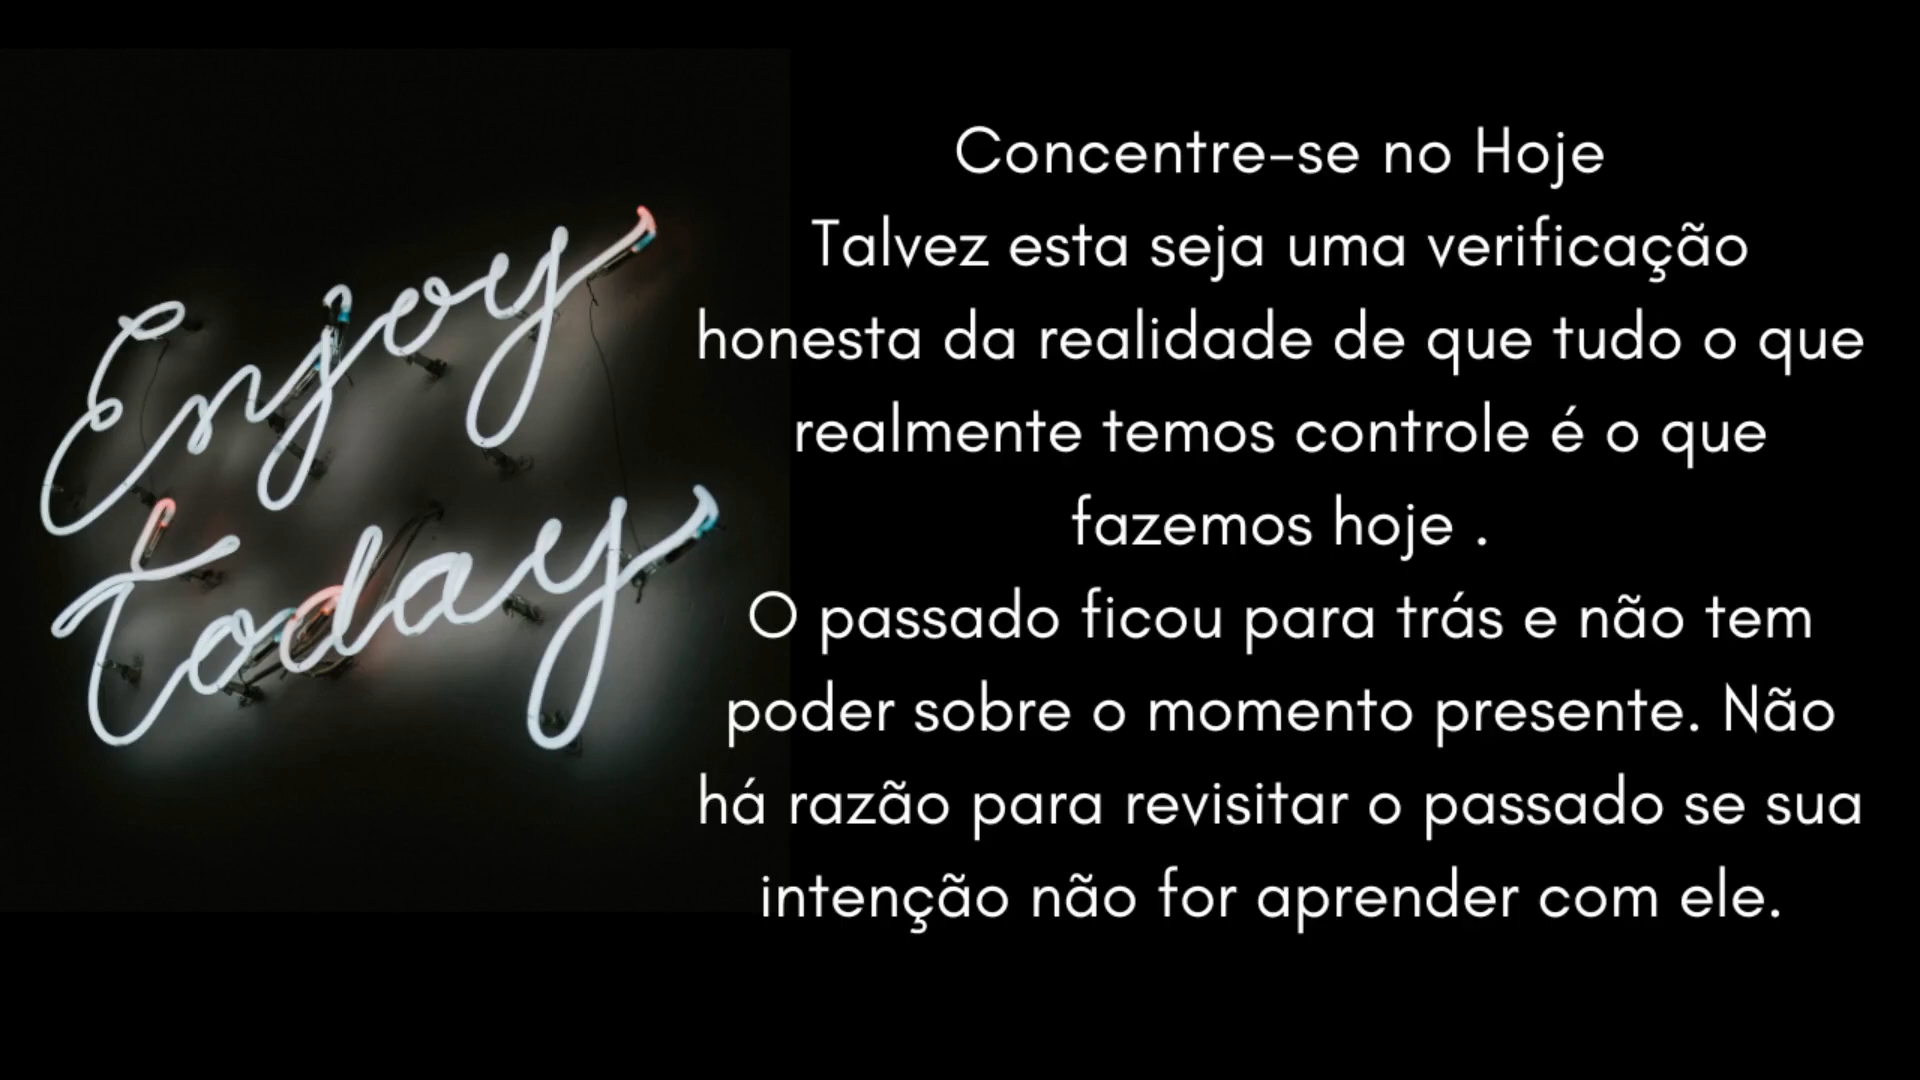 Enjoy
Today
Concentre-se no Hoje
Talvez esta seja uma verificação
honesta da realidade de que tudo o que
realmente temos controle é o que
fazemos hoje .
O passado ficou para trás e não tem
poder sobre o momento presente. Não
há razão para revisitar o passado se sua
intenção não for aprender com ele.